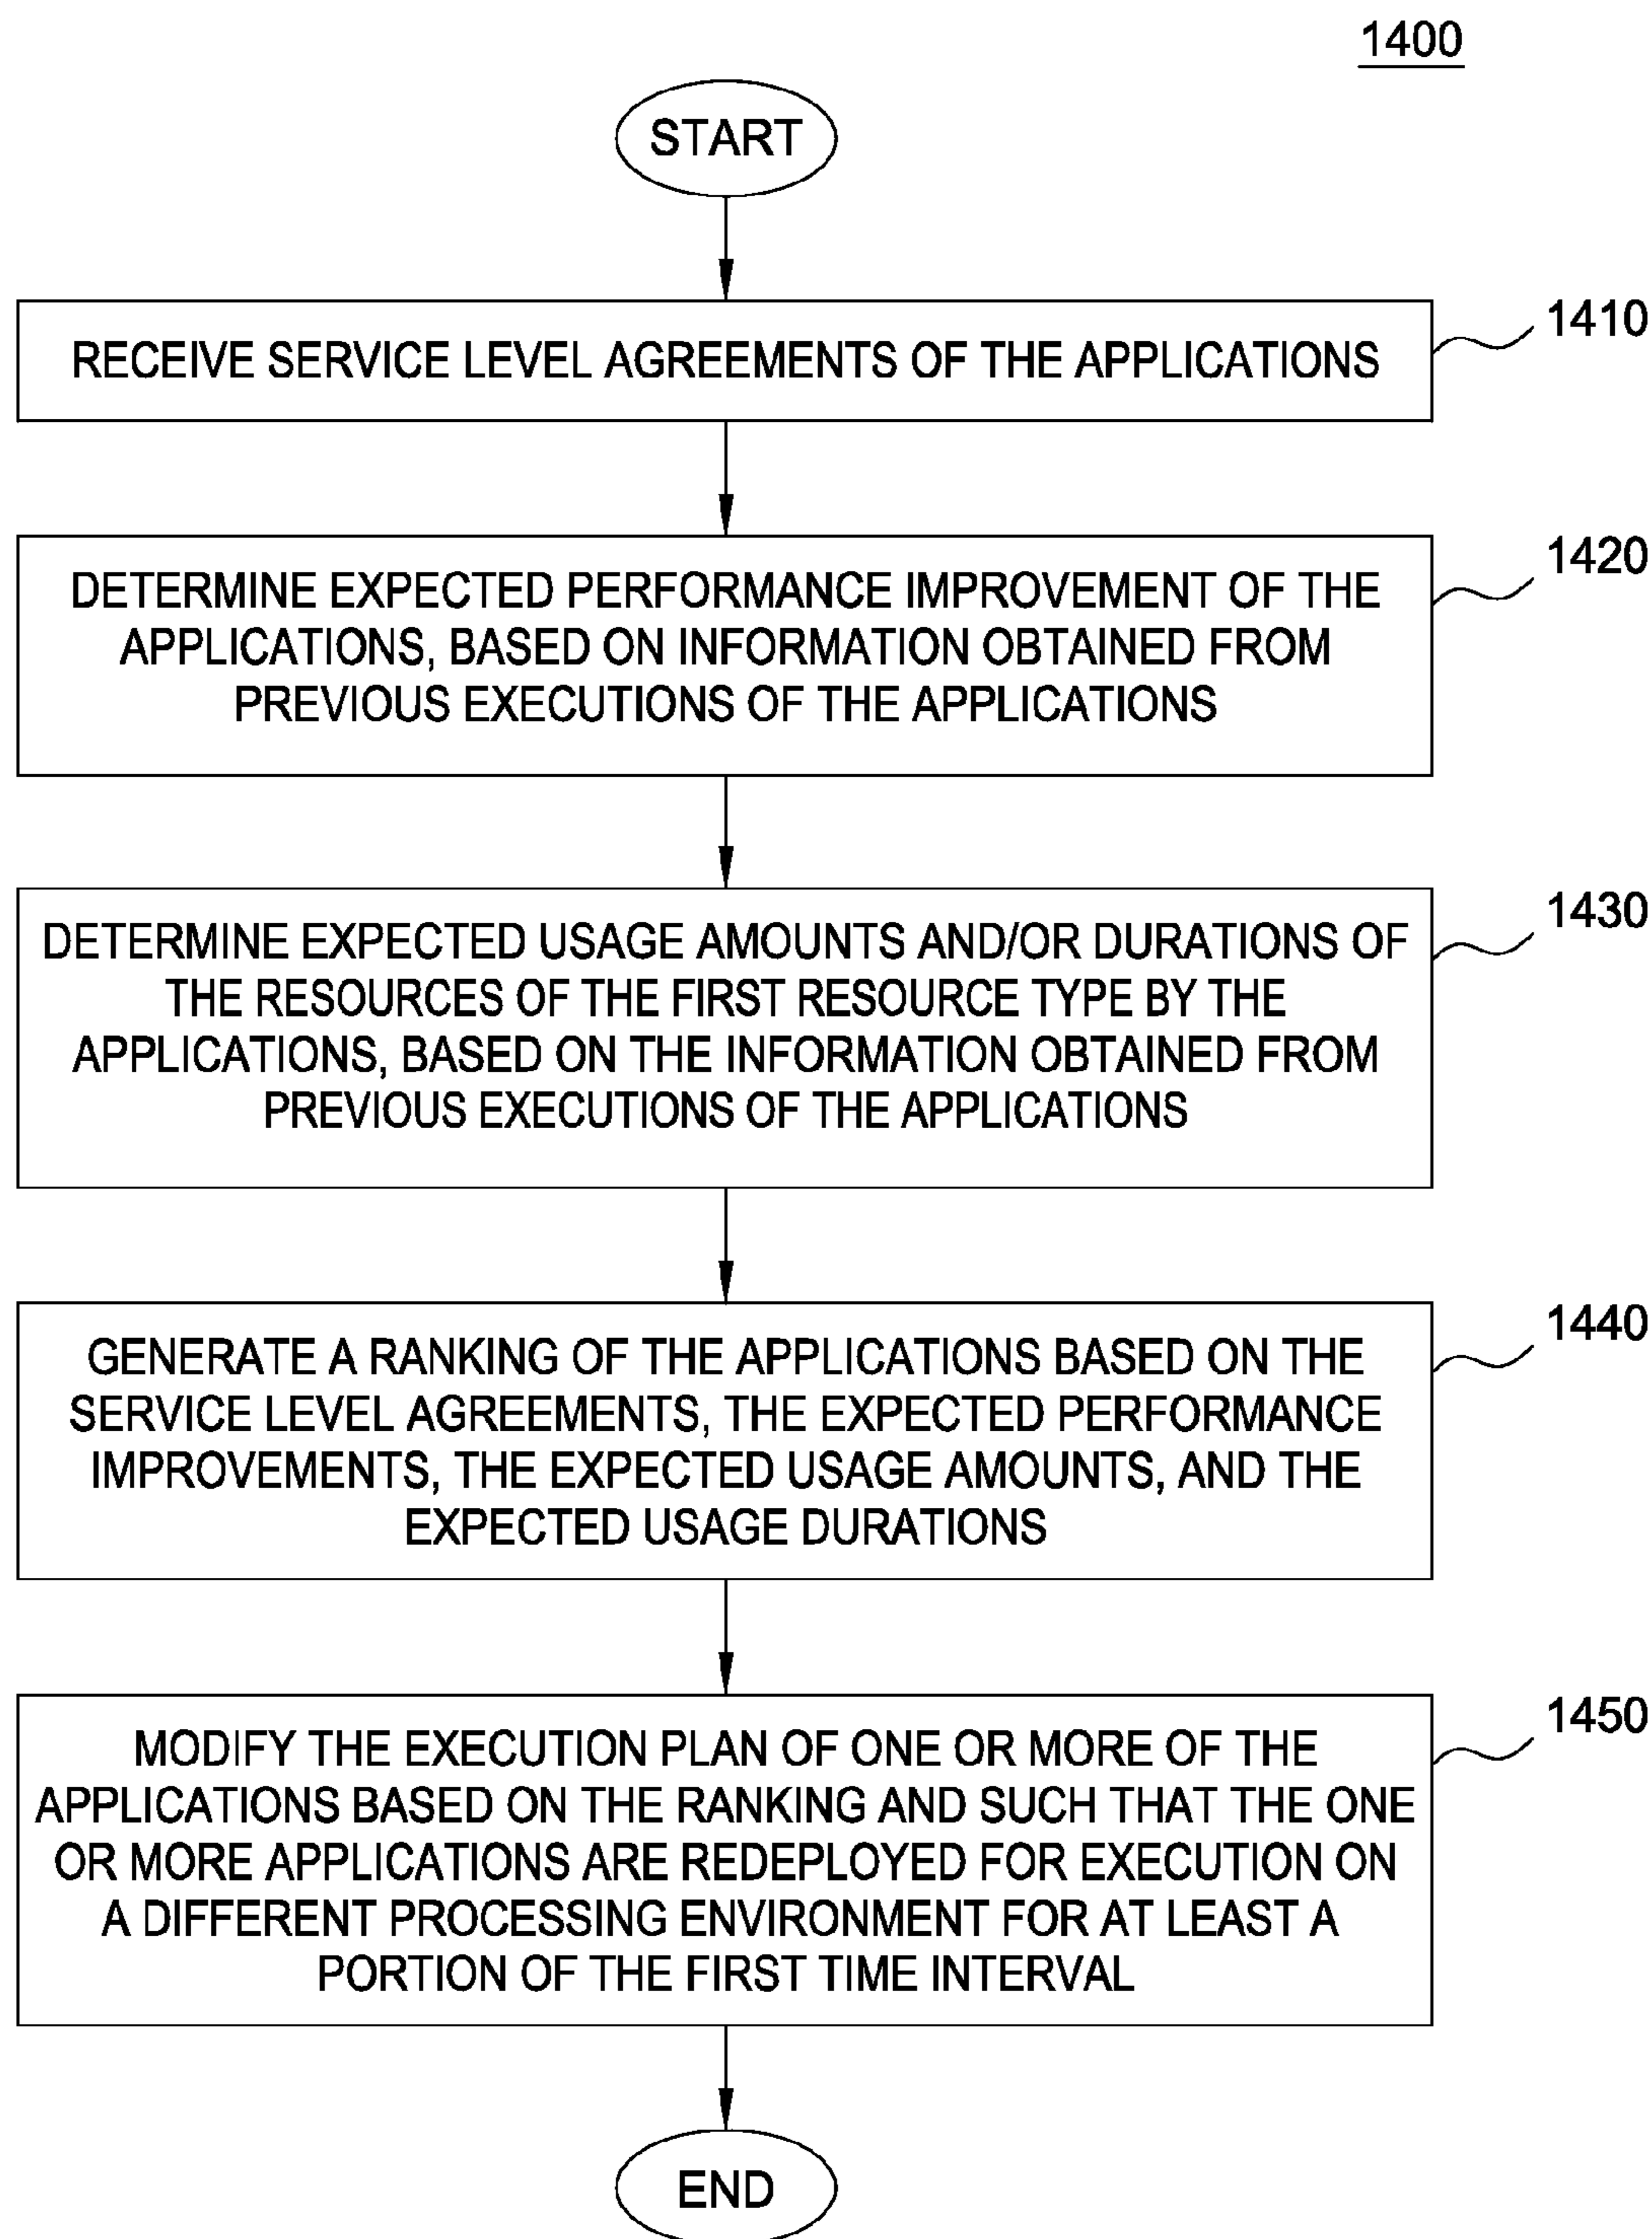 1400
START
RECEIVE SERVICE LEVEL AGREEMENTS OF THE APPLICATIONS
1410
DETERMINE EXPECTED PERFORMANCE IMPROVEMENT OF THE
APPLICATIONS, BASED ON INFORMATION OBTAINED FROM
PREVIOUS EXECUTIONS OF THE APPLICATIONS
1420
DETERMINE EXPECTED USAGE AMOUNTS AND/OR DURATIONS OF
THE RESOURCES OF THE FIRST RESOURCE TYPE BY THE
APPLICATIONS, BASED ON THE INFORMATION OBTAINED FROM
PREVIOUS EXECUTIONS OF THE APPLICATIONS
1430
GENERATE A RANKING OF THE APPLICATIONS BASED ON THE
SERVICE LEVEL AGREEMENTS, THE EXPECTED PERFORMANCE
IMPROVEMENTS, THE EXPECTED USAGE AMOUNTS, AND THE
EXPECTED USAGE DURATIONS
1440
MODIFY THE EXECUTION PLAN OF ONE OR MORE OF THE
APPLICATIONS BASED ON THE RANKING AND SUCH THAT THE ONE
OR MORE APPLICATIONS ARE REDEPLOYED FOR EXECUTION ON
A DIFFERENT PROCESSING ENVIRONMENT FOR AT LEAST A
PORTION OF THE FIRST TIME INTERVAL
1450
END